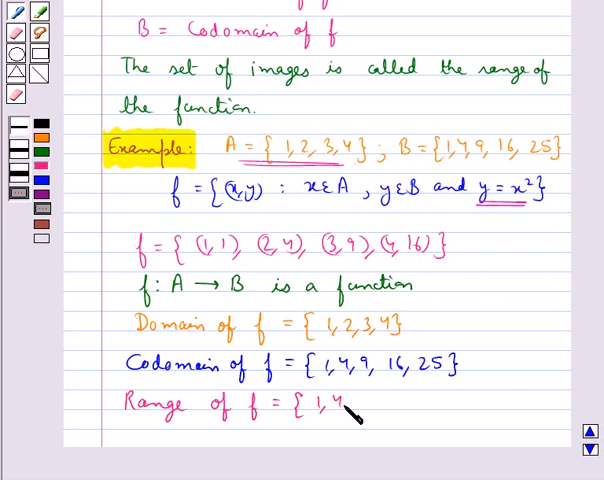 B = Codomain of f
The set of images is called the range of
the function.
Example: A = { 1, 2, 3, 4 } ; B = {1, 4, 9, 16, 25}
f = { (x, y) : x ε A , y ε B and y = x² }
f = { (1, 1), (2, 4), (3, 9), (4, 16) }
f : A → B is a function
Domain of f = { 1, 2, 3, 4 }
Codomain of f = { 1, 4, 9, 16, 25 }
Range of f = { 1, 4